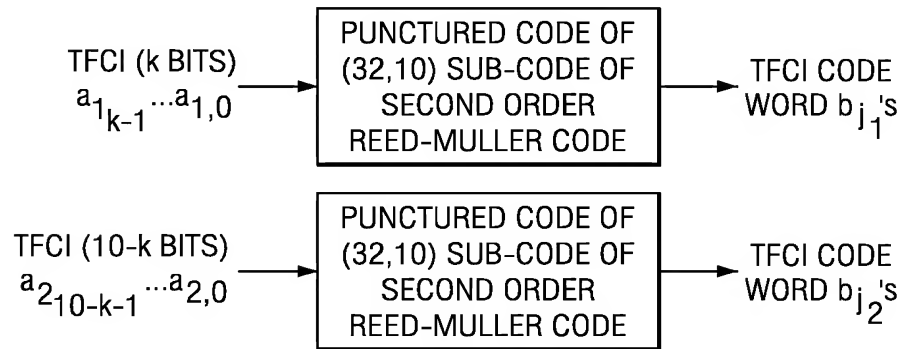 TFCI (k BITS)
a1k-1 ...a1,0
PUNCTURED CODE OF
(32,10) SUB-CODE OF
SECOND ORDER
REED-MULLER CODE
TFCI CODE
WORD bj1's
TFCI (10-k BITS)
a210-k-1 ...a2,0
PUNCTURED CODE OF
(32,10) SUB-CODE OF
SECOND ORDER
REED-MULLER CODE
TFCI CODE
WORD bj2's